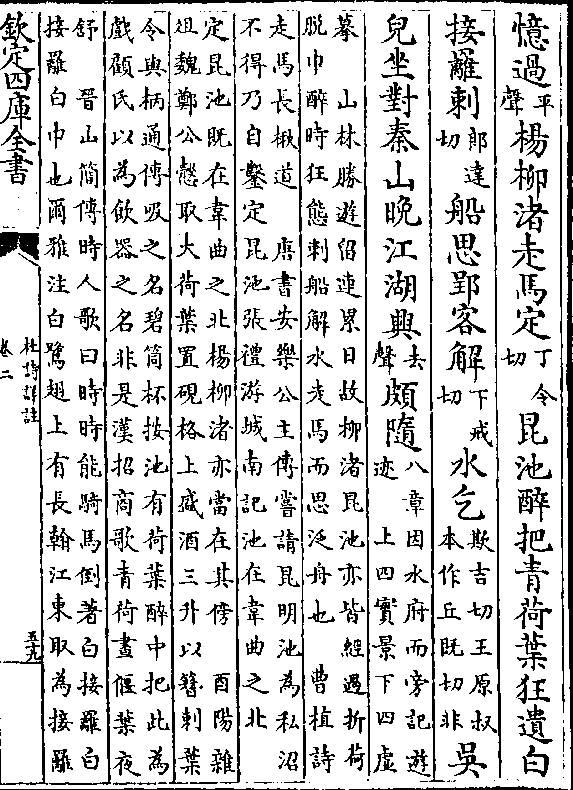 憶過平聲楊柳渚走馬定丁令切昆池醉把青荷葉狂遺白
接䍦刺郎達切船思郢客解下戒切水乞欺吉切王原叔本作丘既切非吳
兒坐對秦山晚江湖興去聲頗隨八章因水府而旁記遊迹 上四實景下四虛
摹 山林勝遊留連累日故柳渚昆池亦皆經過折荷
脫巾醉時狂態刺船解水走馬而思泛舟也 曹植詩
走馬長楸道 唐書安樂公主傳嘗請昆明池為私沼
不得乃自鑿定昆池張禮游城南記池在韋曲之北
定昆池既在韋曲之北楊柳渚亦當在其傍 酉陽雜
俎魏鄭公慤取大荷葉置硯格上盛酒三升以簪刺葉
令與柄通傳吸之名碧筒杯按池有荷葉醉中把此為
戲顧氏以為飲器之名非是漢招商歌青荷晝偃葉夜
舒 晉山簡傳時人歌曰時時能騎馬倒著白接䍦白
接䍦白巾也爾雅注白鷺翅上有長翰江東取為接䍦
欽定四庫全書
杜詩詳註
卷二
五十九